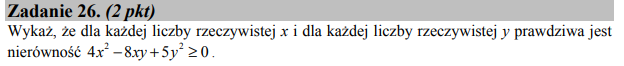 Zadanie 26. (2 pkt)
Wykaż, że dla każdej liczby rzeczywistej x i dla każdej liczby rzeczywistej y prawdziwa jest
nierówność 4x² −8xy+5y² ≥ 0.